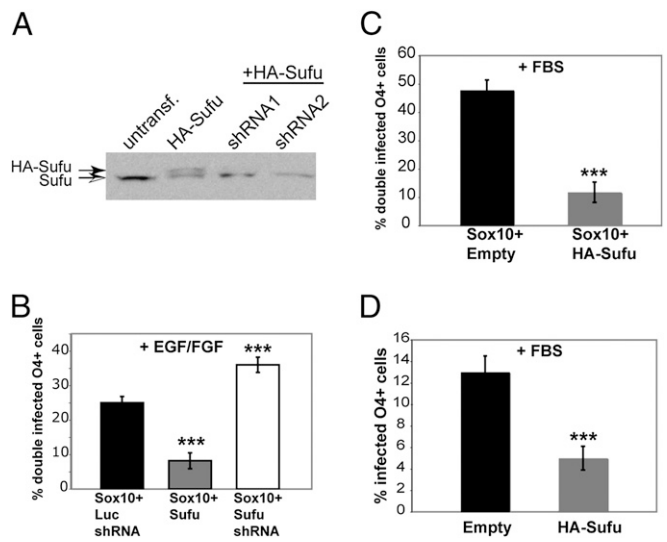 A
+HA-Sufu
untransf.
HA-Sufu
shRNA1
shRNA2
HA-Sufu
Sufu
B
% double infected O4+ cells
40
30
20
10
0
+ EGF/FGF
***
***
Sox10+ Sox10+ Sox10+
Luc Sufu Sufu
shRNA shRNA
C
% double infected O4+ cells
60
50
40
30
20
10
0
+ FBS
***
Sox10+ Sox10+
Empty HA-Sufu
D
% infected O4+ cells
16
14
12
10
8
6
4
2
0
+ FBS
***
Empty HA-Sufu